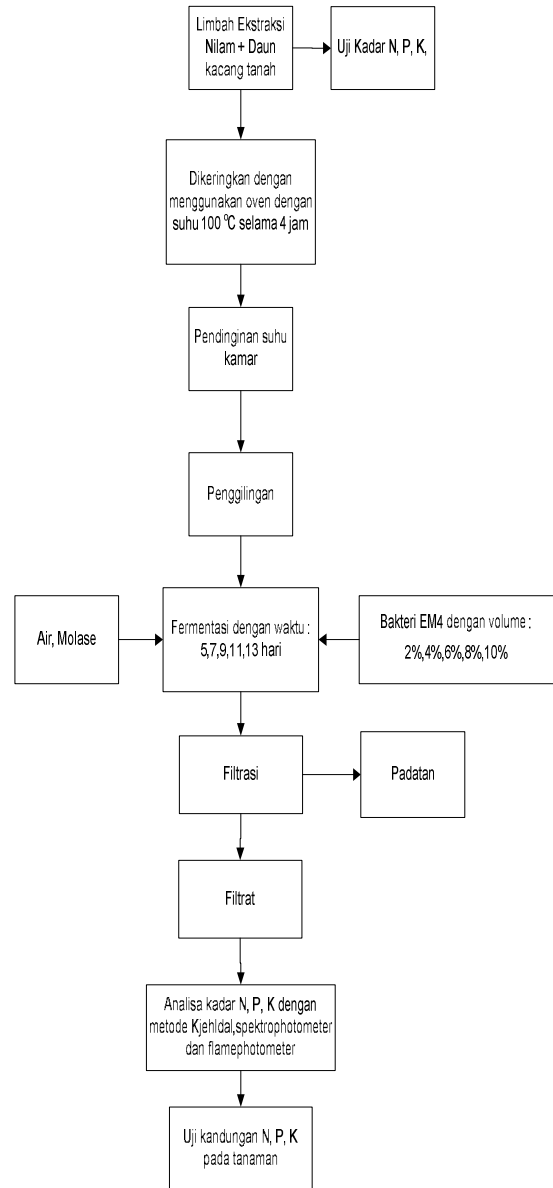 Limbah Ekstraksi
Nilam + Daun
kacang tanah
Uji Kadar N, P, K,
Dikeringkan dengan
menggunakan oven dengan
suhu 100 ⁰C selama 4 jam
Pendinginan suhu
kamar
Penggilingan
Air, Molase
Fermentasi dengan waktu :
5,7,9,11,13 hari
Bakteri EM4 dengan volume :
2%,4%,6%,8%,10%
Filtrasi
Padatan
Filtrat
Analisa kadar N, P, K dengan
metode Kjehldal,spektrophotometer
dan flamephotometer
Uji kandungan N, P, K
pada tanaman